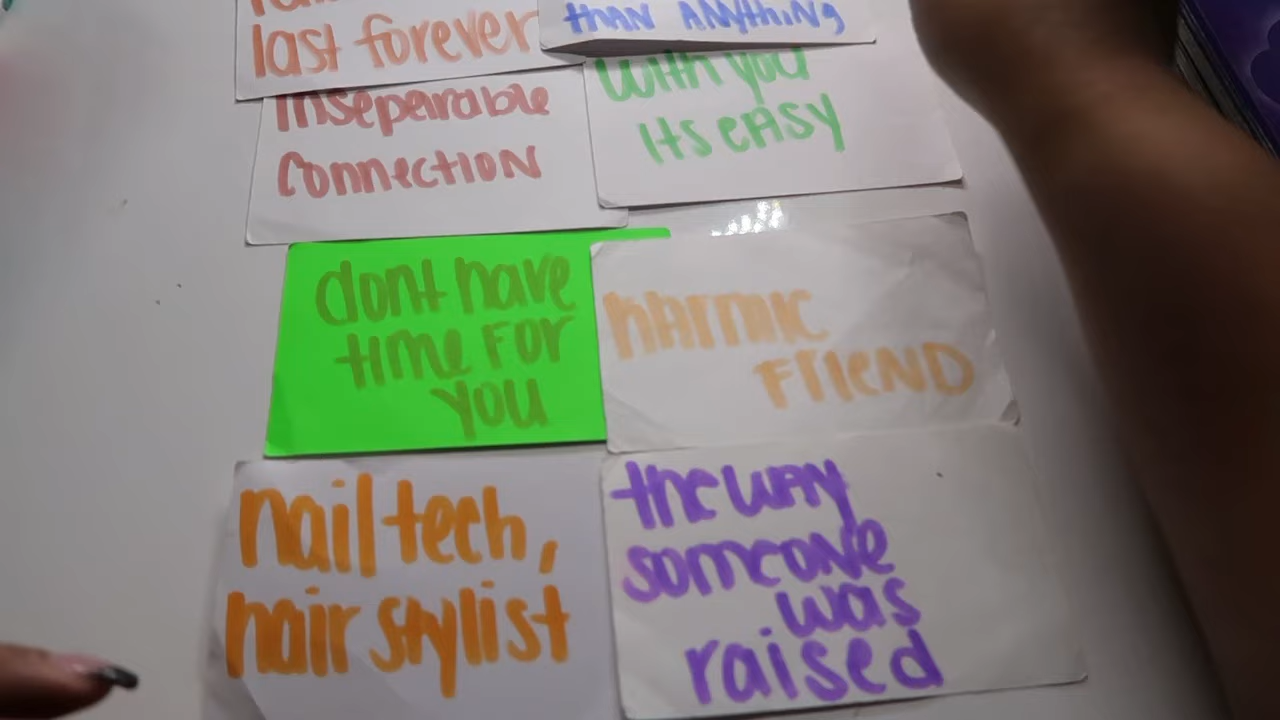 last forever
than anything
Insepeirable
connection
with you
Its easy
dont have
time for
you
karmic
friend
nail tech,
hair stylist
the way
someone
was
raised